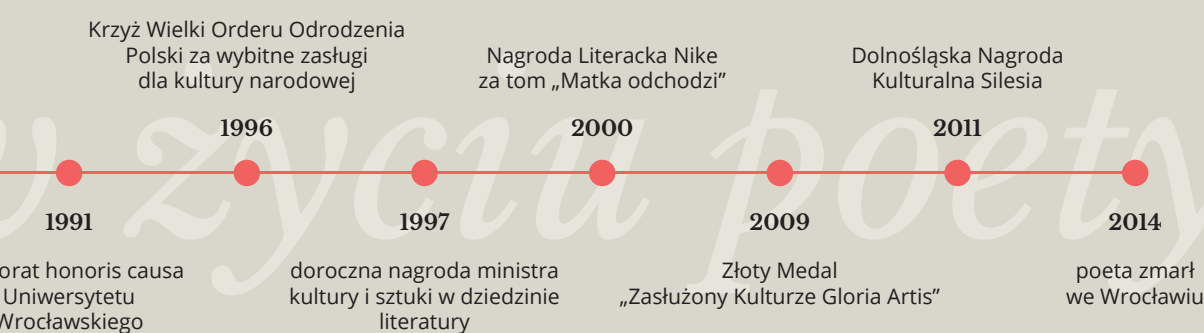 Krzyż Wielki Orderu Odrodzenia
Polski za wybitne zasługi
dla kultury narodowej
Nagroda Literacka Nike
za tom „Matka odchodzi”
Dolnośląska Nagroda
Kulturalna Silesia
1996
2000
2011
w życiu poety
1991
1997
2009
2014
orat honoris causa
Uniwersytetu
Wrocławskiego
doroczna nagroda ministra
kultury i sztuki w dziedzinie
literatury
Złoty Medal
„Zasłużony Kulturze Gloria Artis”
poeta zmarł
we Wrocławiu